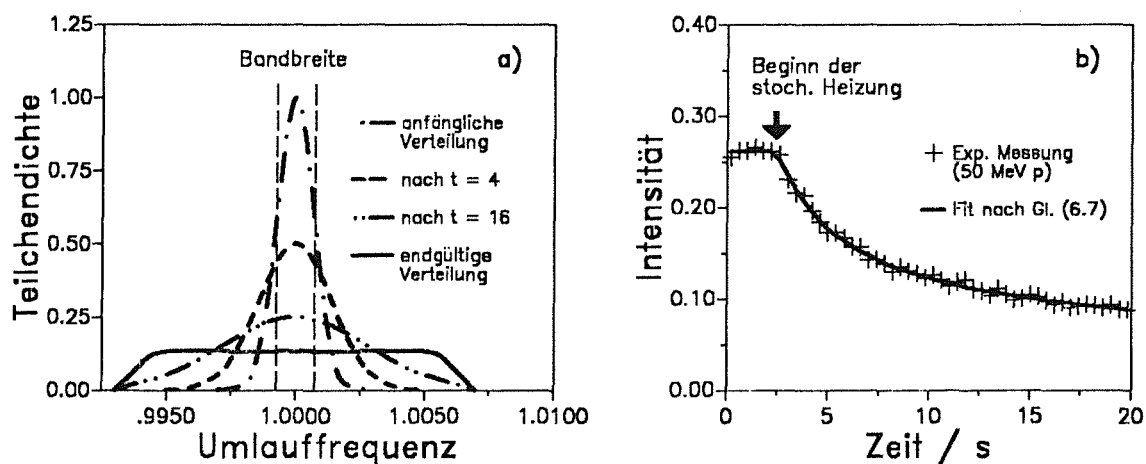 1.25
1.00
0.75
0.50
0.25
0.00
Teilchendichte
Bandbreite
a)
anfängliche
Verteilung
nach t = 4
nach t = 16
endgültige
Verteilung
.9950
1.0000
1.0050
1.0100
Umlauffrequenz
0.40
0.30
0.20
0.10
0.00
Intensität
Beginn der
stoch. Heizung
b)
Exp. Messung
(50 MeV p)
Fit nach Gl. (6.7)
0
5
10
15
20
Zeit / s